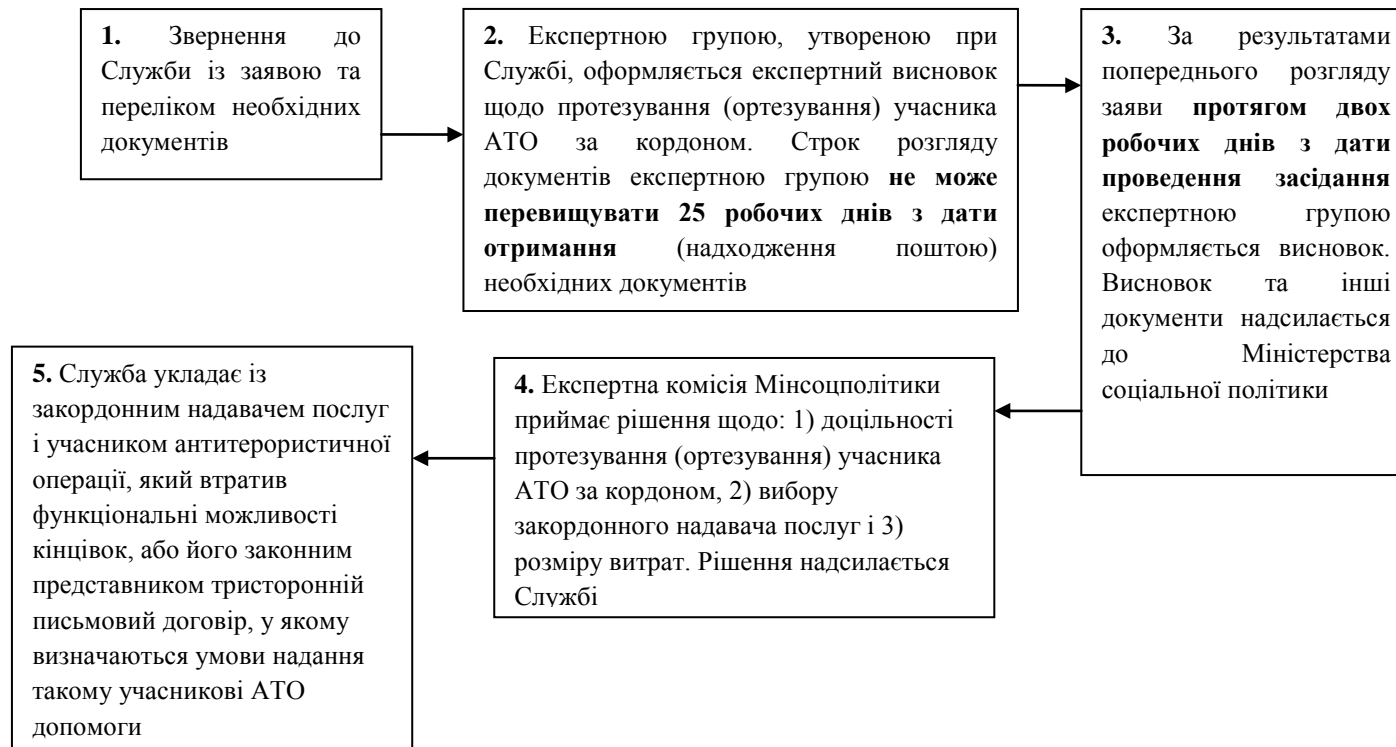 1. Звернення до
Служби із заявою та
переліком необхідних
документів
2. Експертною групою, утвореною при
Службі, оформляється експертний висновок
щодо протезування (ортезування) учасника
АТО за кордоном. Строк розгляду
документів експертною групою не може
перевищувати 25 робочих днів з дати
отримання (надходження поштою)
необхідних документів
3. За результатами
попереднього розгляду
заяви протягом двох
робочих днів з дати
проведення засідання
експертною групою
оформляється висновок.
Висновок та інші
документи надсилається
до Міністерства
соціальної політики
4. Експертна комісія Мінсоцполітики
приймає рішення щодо: 1) доцільності
протезування (ортезування) учасника
АТО за кордоном, 2) вибору
закордонного надавача послуг і 3)
розміру витрат. Рішення надсилається
Службі
5. Служба укладає із
закордонним надавачем послуг
і учасником антитерористичної
операції, який втратив
функціональні можливості
кінцівок, або його законним
представником тристоронній
письмовий договір, у якому
визначаються умови надання
такому учасникові АТО
допомоги